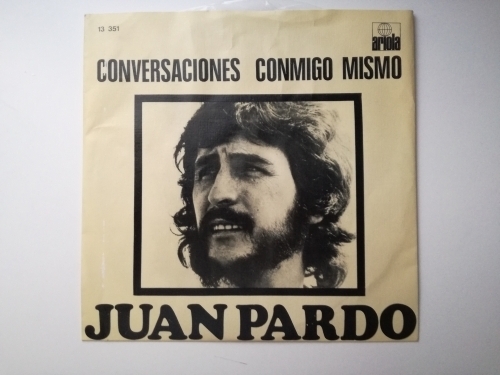 13 351
ariola
CONVERSACIONES CONMIGO MISMO
JUAN PARDO